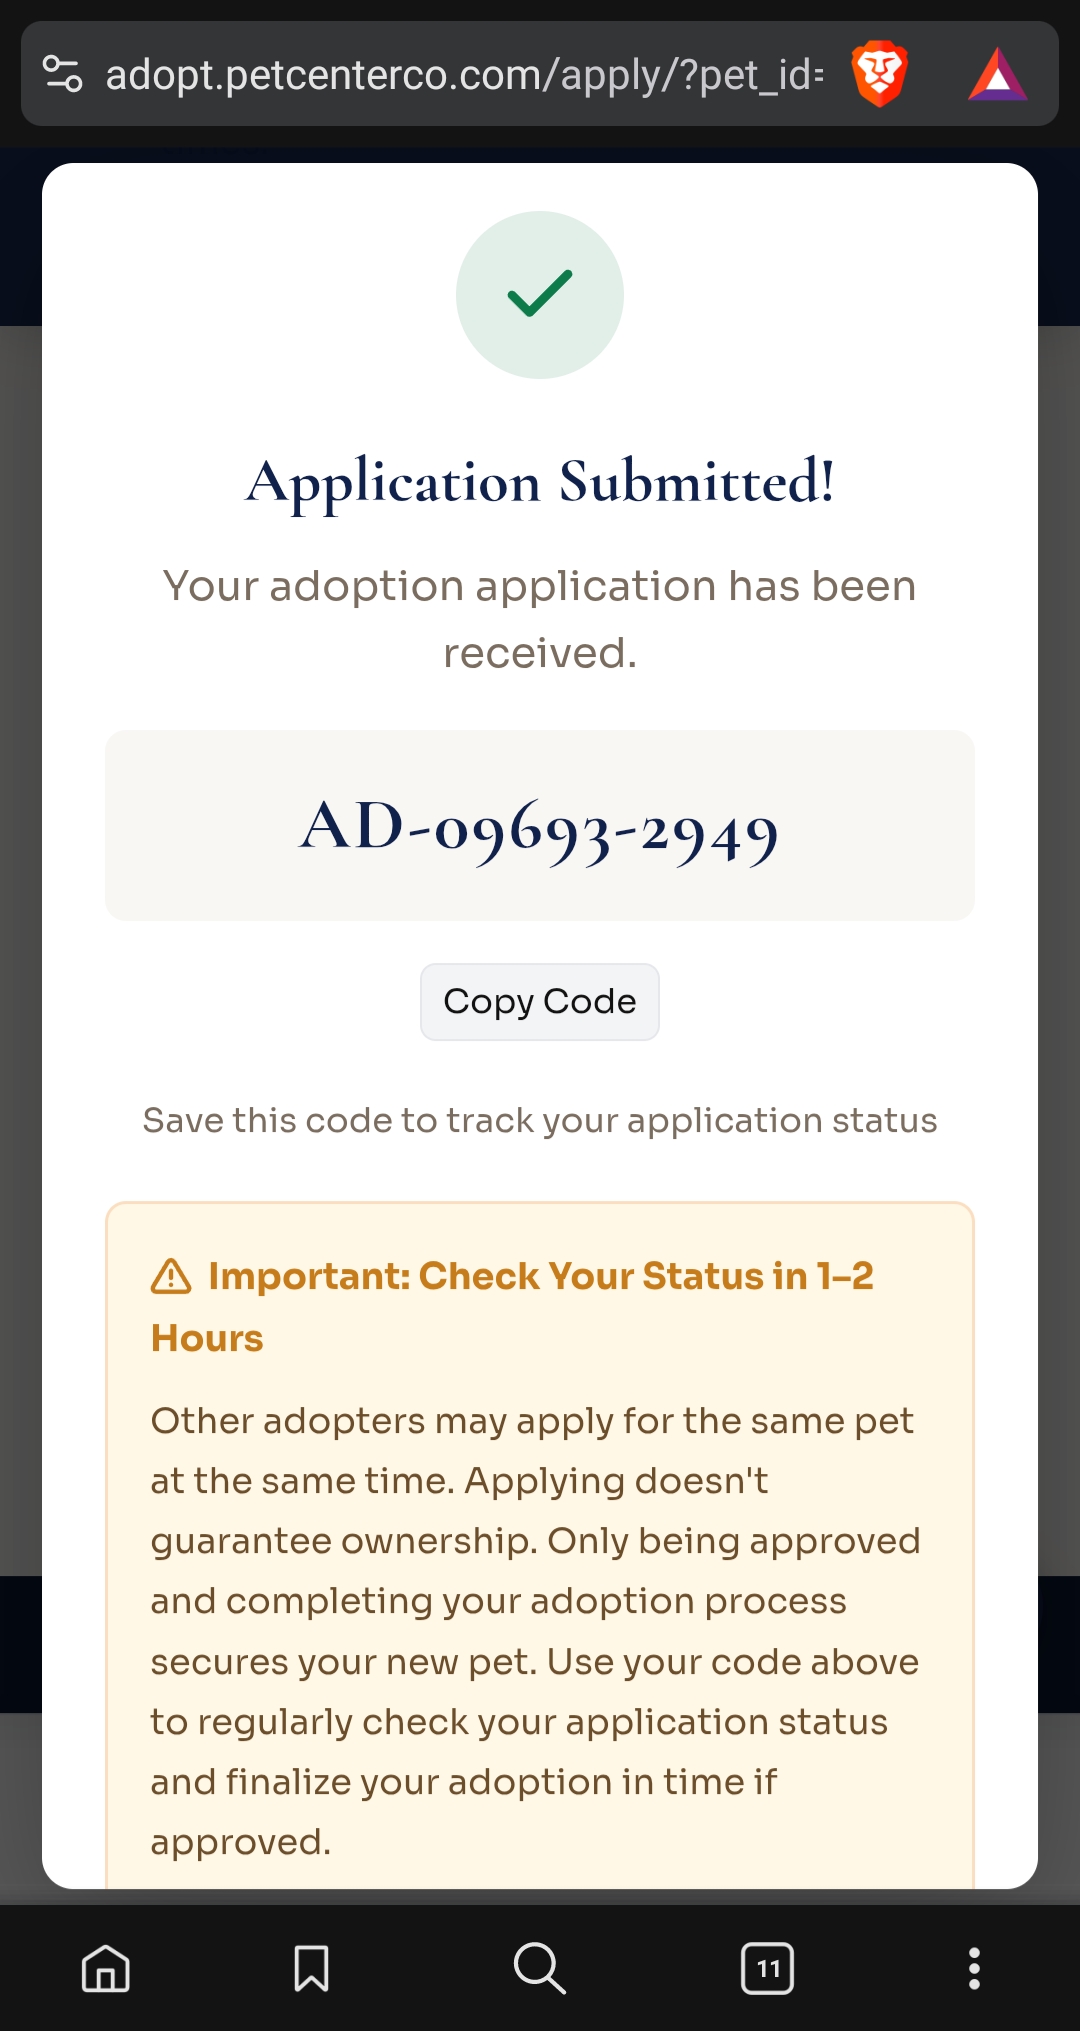 adopt.petcenterco.com/apply/?pet_id=
Application Submitted!
Your adoption application has been
received.
AD-09693-2949
Copy Code
Save this code to track your application status
Important: Check Your Status in 1–2
Hours
Other adopters may apply for the same pet
at the same time. Applying doesn't
guarantee ownership. Only being approved
and completing your adoption process
secures your new pet. Use your code above
to regularly check your application status
and finalize your adoption in time if
approved.
11